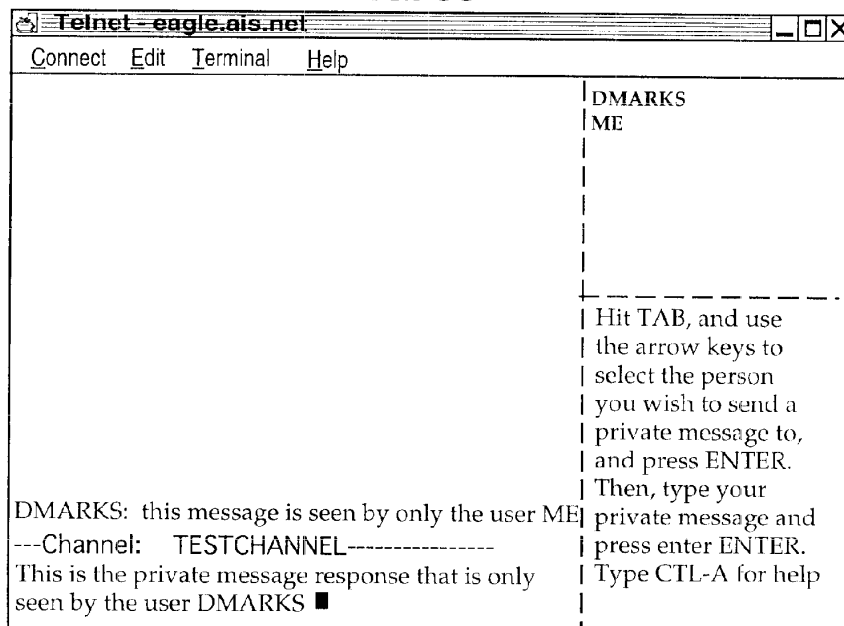 Telnet - eagle.ais.net
Connect Edit Terminal Help
DMARKS
ME
Hit TAB, and use
the arrow keys to
select the person
you wish to send a
private message to,
and press ENTER.
Then, type your
private message and
press enter ENTER.
Type CTL-A for help
DMARKS: this message is seen by only the user ME
---Channel: TESTCHANNEL----------------
This is the private message response that is only
seen by the user DMARKS